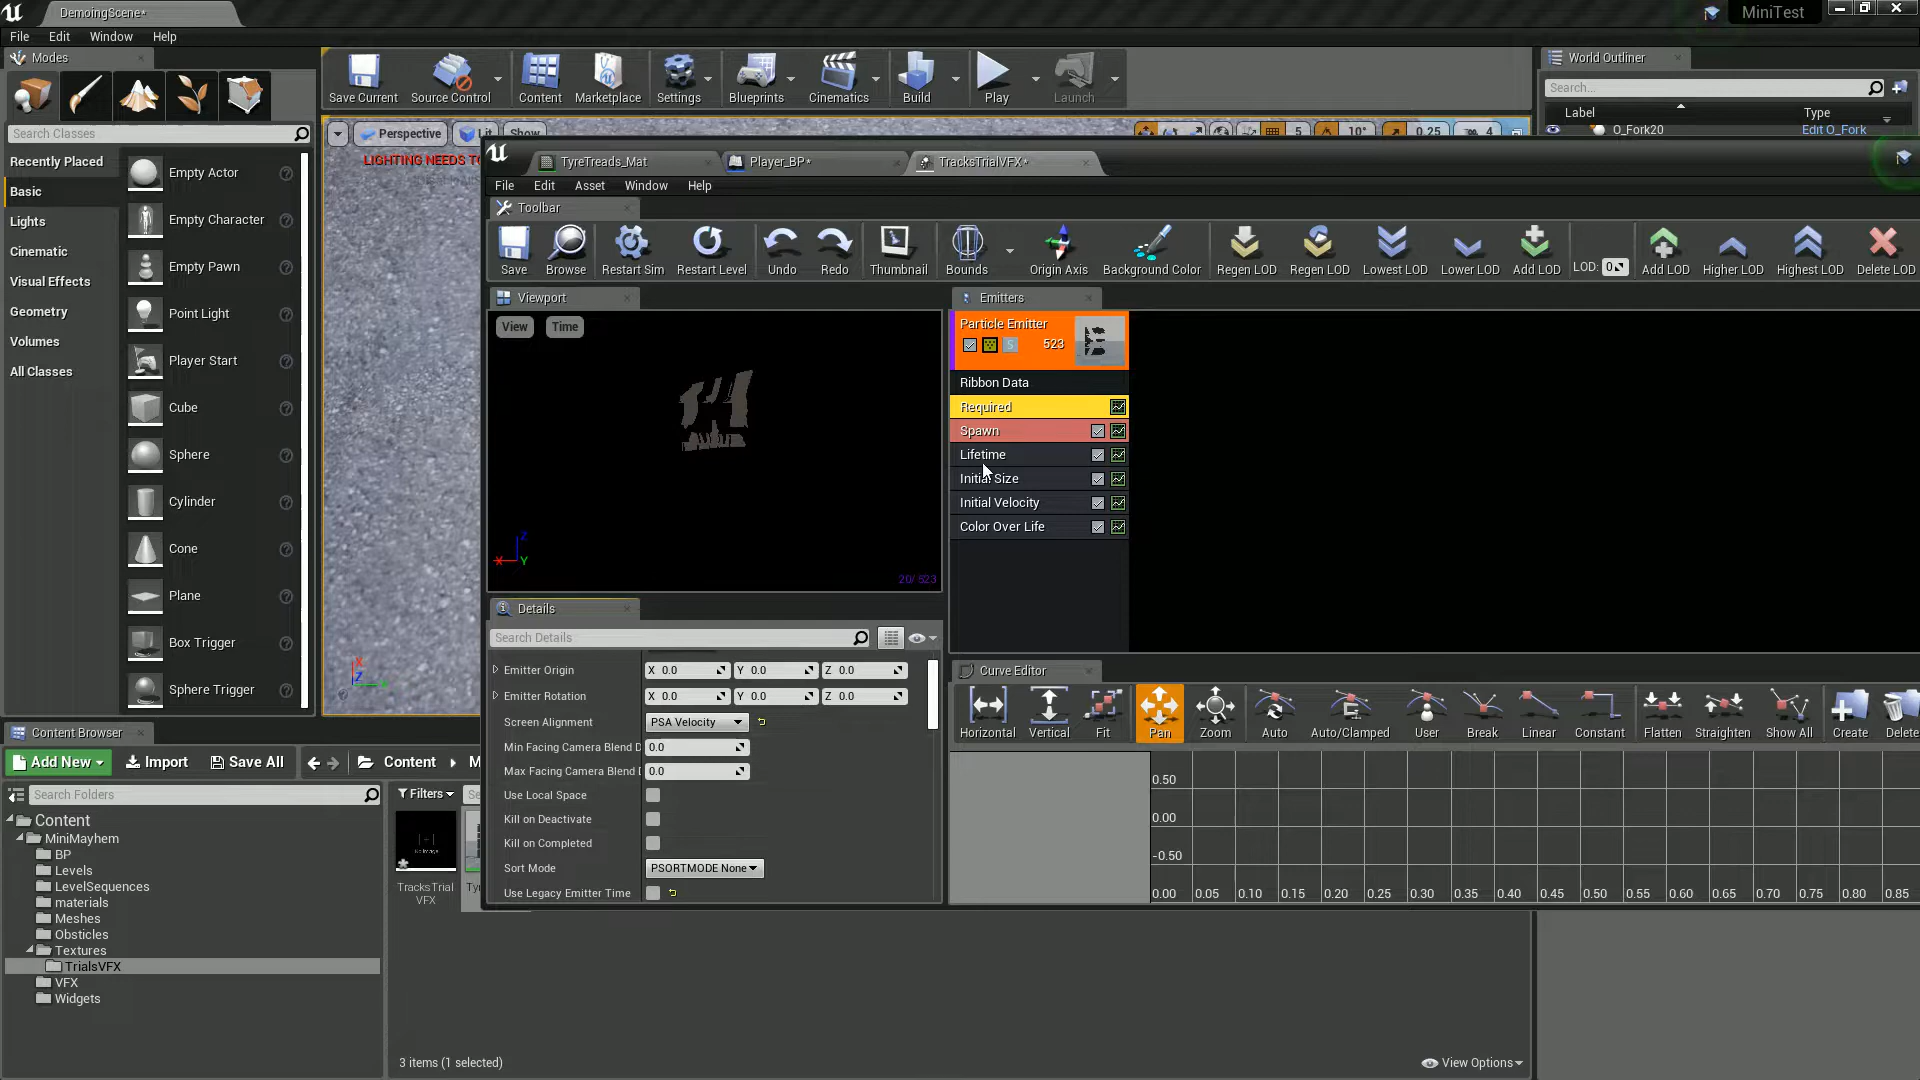 DemoingScene*
MiniTest
File Edit Window Help
Modes
Search Classes
Recently Placed
Basic
Lights
Cinematic
Visual Effects
Geometry
Volumes
All Classes
Empty Actor
Empty Character
Empty Pawn
Point Light
Player Start
Cube
Sphere
Cylinder
Cone
Plane
Box Trigger
Sphere Trigger
Save Current Source Control Content Marketplace Settings Blueprints Cinematics Build Play Launch
Perspective Lit Show
5 10° 0.25 4
LIGHTING NEEDS TO
World Outliner
Search...
Label Type
O_Fork20 Edit O_Fork
TyreTreads_Mat Player_BP* TracksTrialVFX*
File Edit Asset Window Help
Toolbar
Save Browse Restart Sim Restart Level Undo Redo Thumbnail Bounds Origin Axis Background Color Regen LOD Regen LOD Lowest LOD Lower LOD Add LOD LOD: 0 Add LOD Higher LOD Highest LOD Delete LOD
Viewport
View Time
Z
X Y
20/ 523
Emitters
Particle Emitter
S 523
Ribbon Data
Required
Spawn
Lifetime
Initial Size
Initial Velocity
Color Over Life
Details
Search Details
Emitter Origin X 0.0 Y 0.0 Z 0.0
Emitter Rotation X 0.0 Y 0.0 Z 0.0
Screen Alignment PSA Velocity
Min Facing Camera Blend D 0.0
Max Facing Camera Blend 0.0
Use Local Space
Kill on Deactivate
Kill on Completed
Sort Mode PSORTMODE None
Use Legacy Emitter Time
Curve Editor
Horizontal Vertical Fit Pan Zoom Auto Auto/Clamped User Break Linear Constant Flatten Straighten Show All Create Delete
0.50
0.00
-0.50
0.00 0.05 0.10 0.15 0.20 0.25 0.30 0.35 0.40 0.45 0.50 0.55 0.60 0.65 0.70 0.75 0.80 0.85
X
Z
Content Browser
Add New Import Save All Content M
Search Folders
Filters Se
Content
MiniMayhem
BP
Levels
LevelSequences
materials
Meshes
Obstacles
Textures
TrialsVFX
VFX
Widgets
TracksTrial
VFX
Ty
3 items (1 selected)
View Options